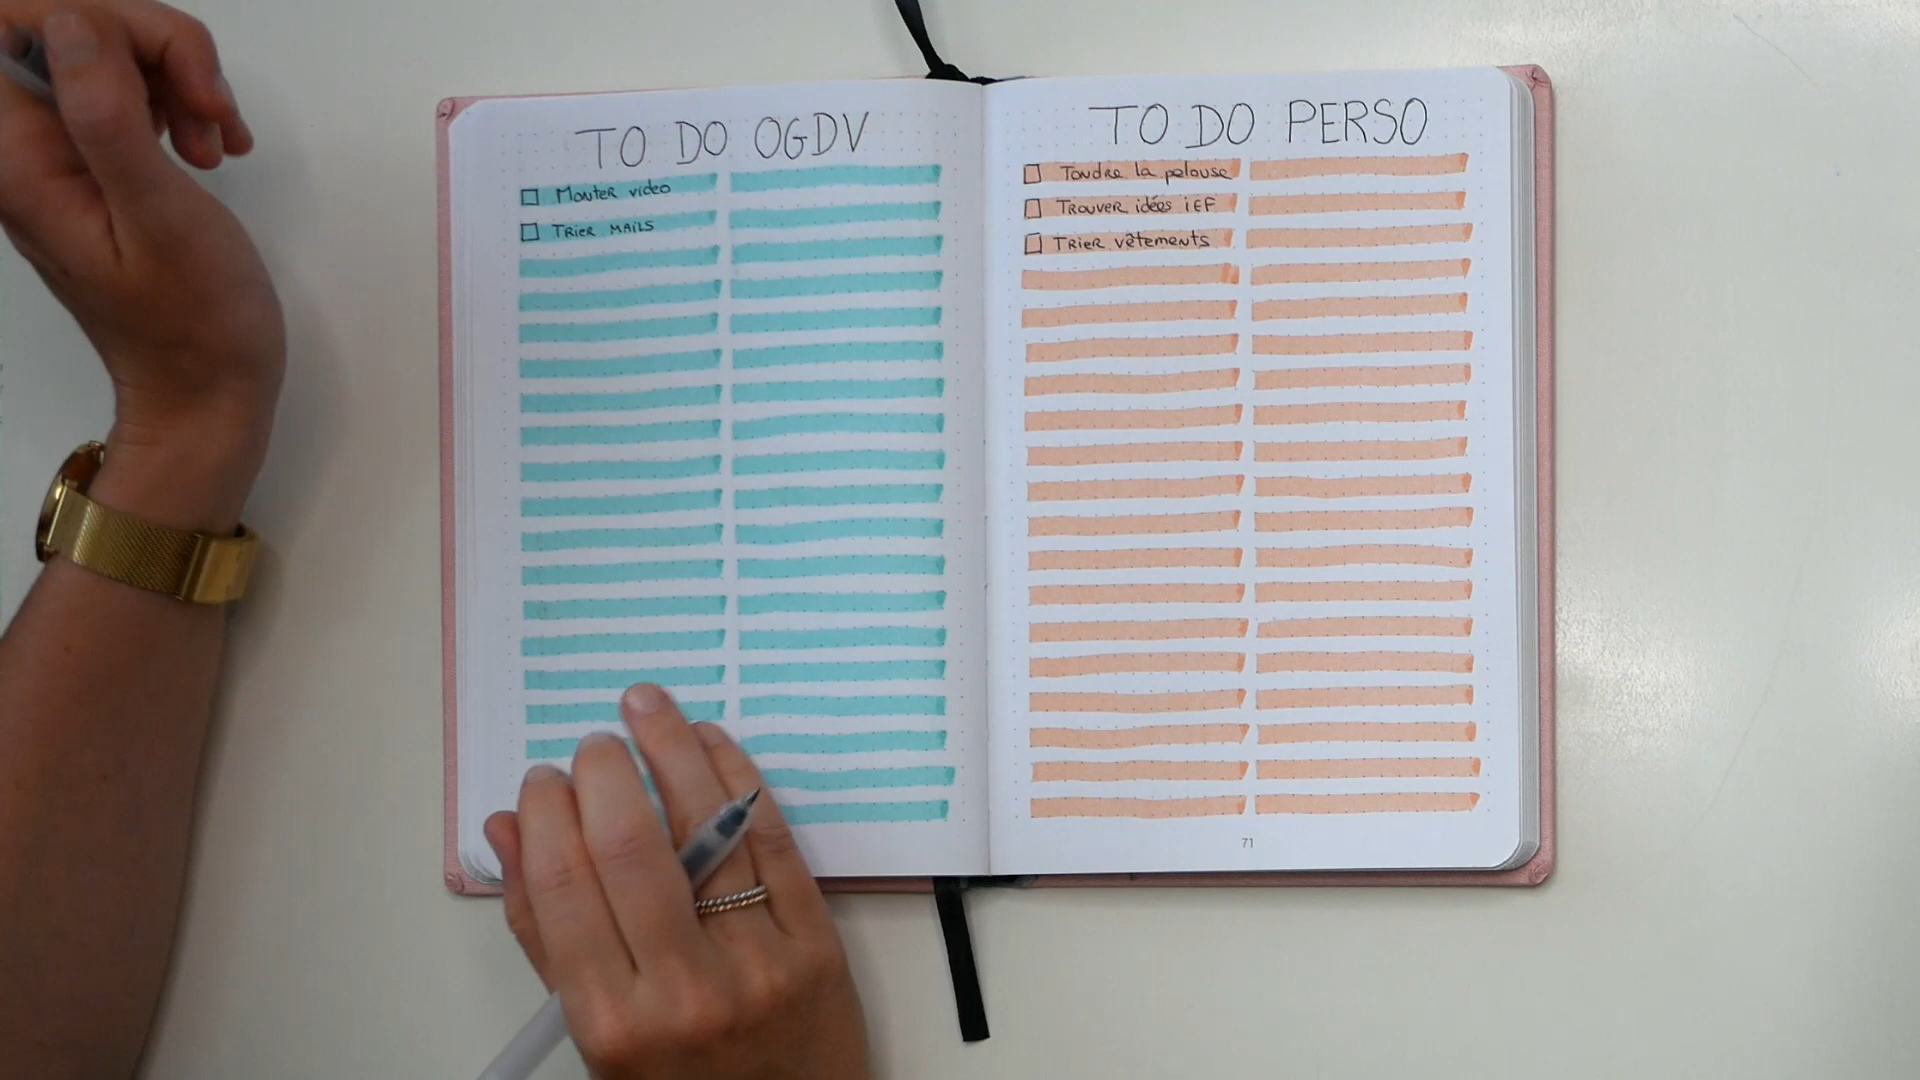 TO DO OGDV
Monter video
TRier MAiLS
TO DO PERSO
Tondre la pelouse
TROUVER idées iEF
TRier vêtements
71